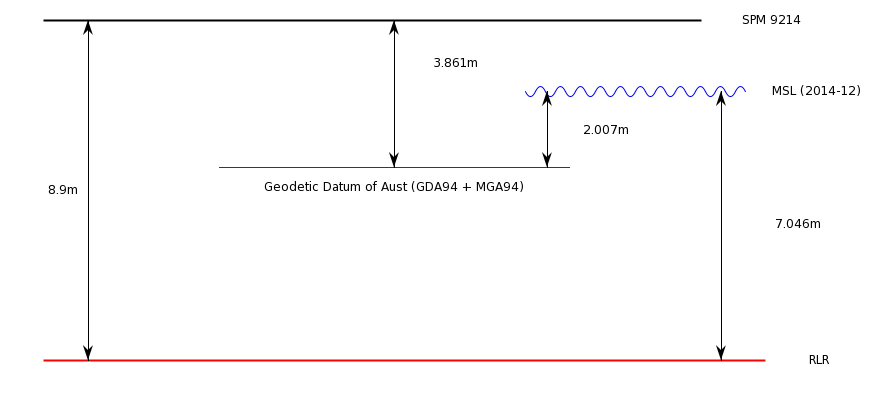 SPM 9214
3.861m
MSL (2014-12)
2.007m
Geodetic Datum of Aust (GDA94 + MGA94)
8.9m
7.046m
RLR